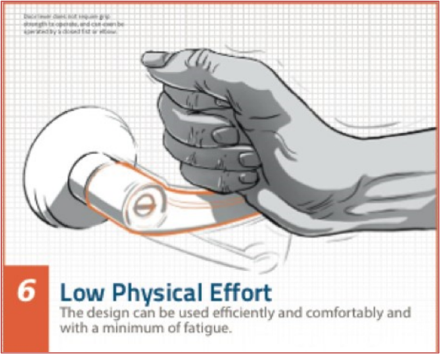 Door lever does not require grip
strength to operate, and can even be
operated by a closed fist or elbow.
6
Low Physical Effort
The design can be used efficiently and comfortably and
with a minimum of fatigue.